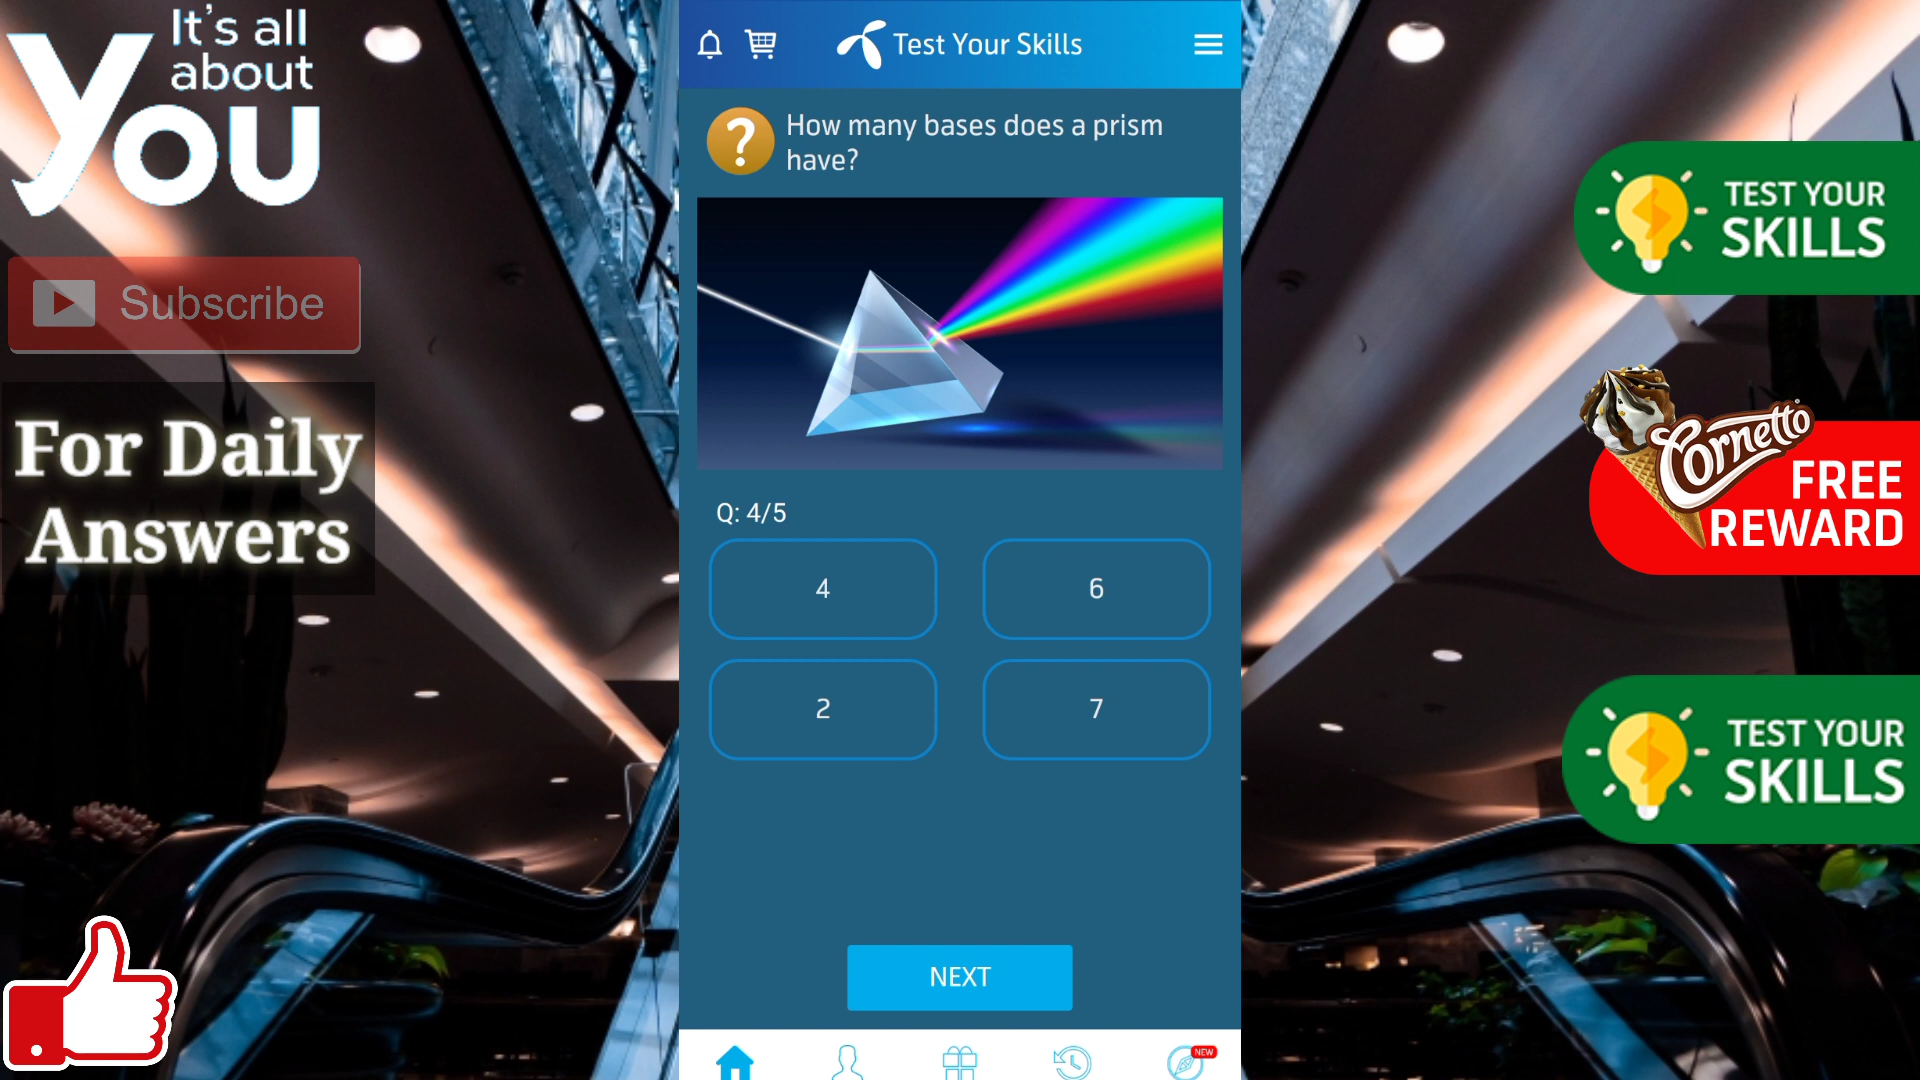 It's all
about
you
Subscribe
For Daily
Answers
Test Your Skills
How many bases does a prism
have?
Q: 4/5
4
6
2
7
NEXT
NEW
TEST YOUR
SKILLS
Cornetto
FREE
REWARD
TEST YOUR
SKILLS